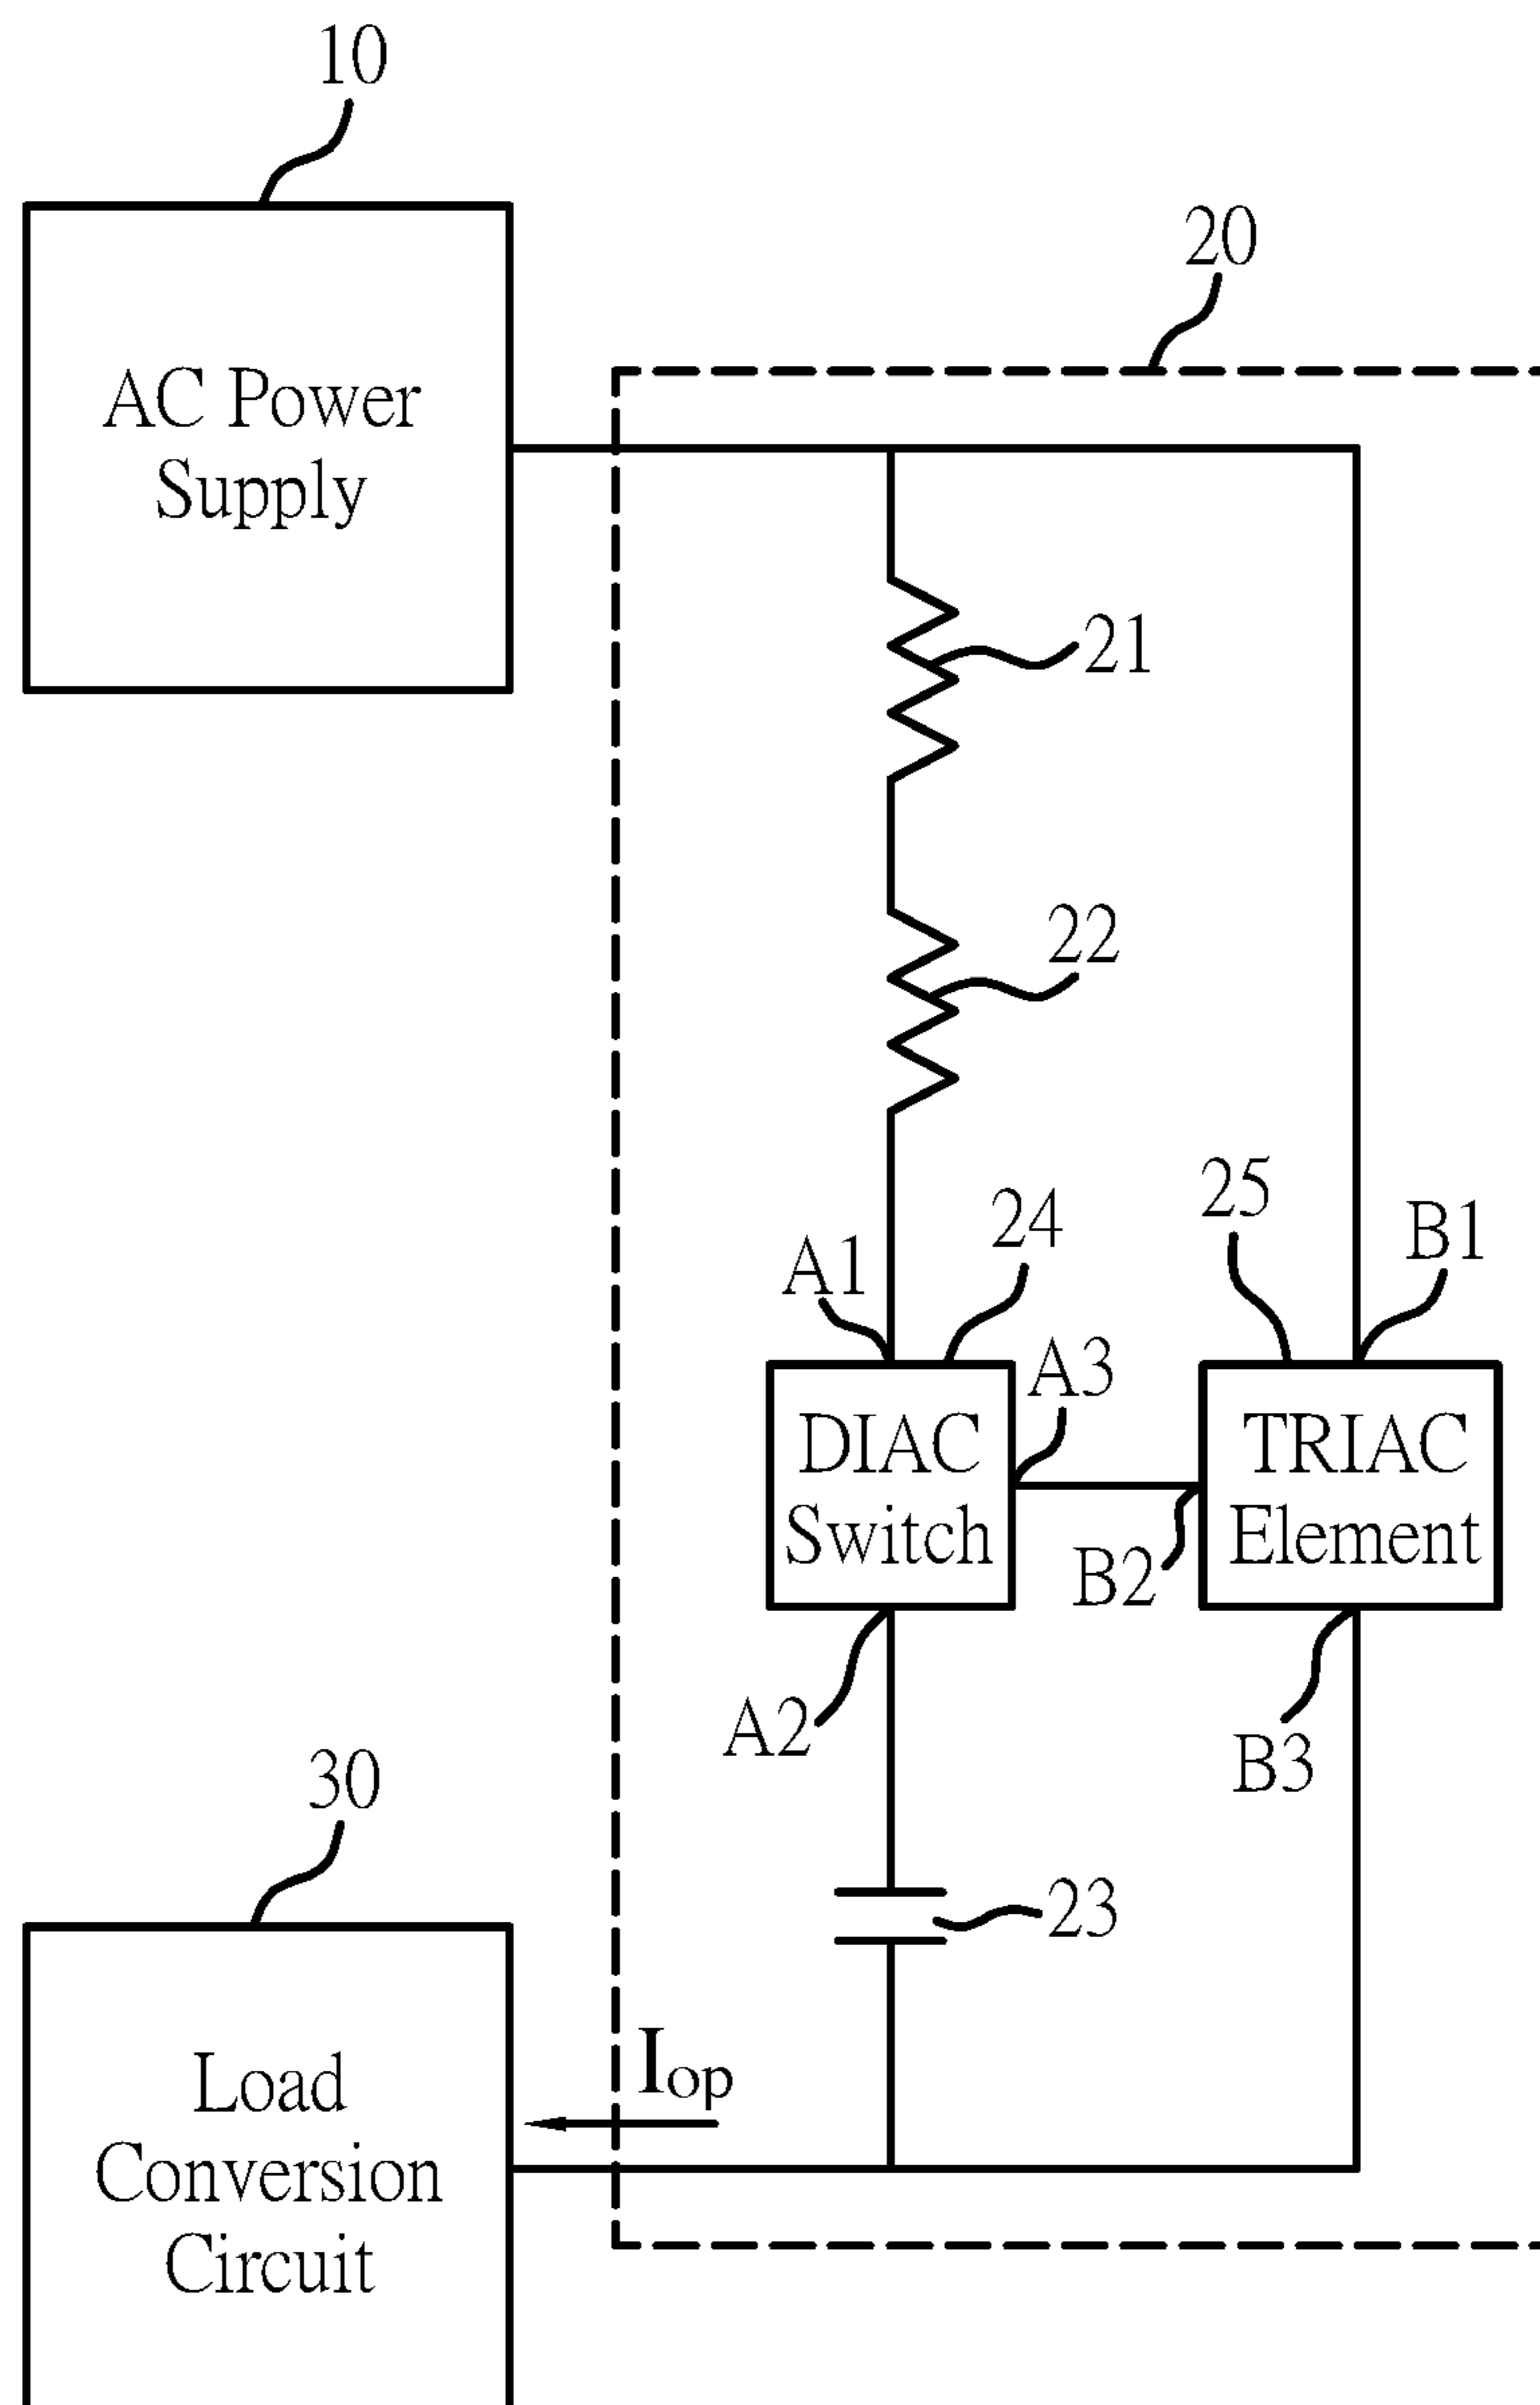 10
20
AC Power
Supply
21
22
25
24
B1
A1
A3
DIAC
Switch
TRIAC
Element
B2
A2
B3
30
23
Iop
Load
Conversion
Circuit